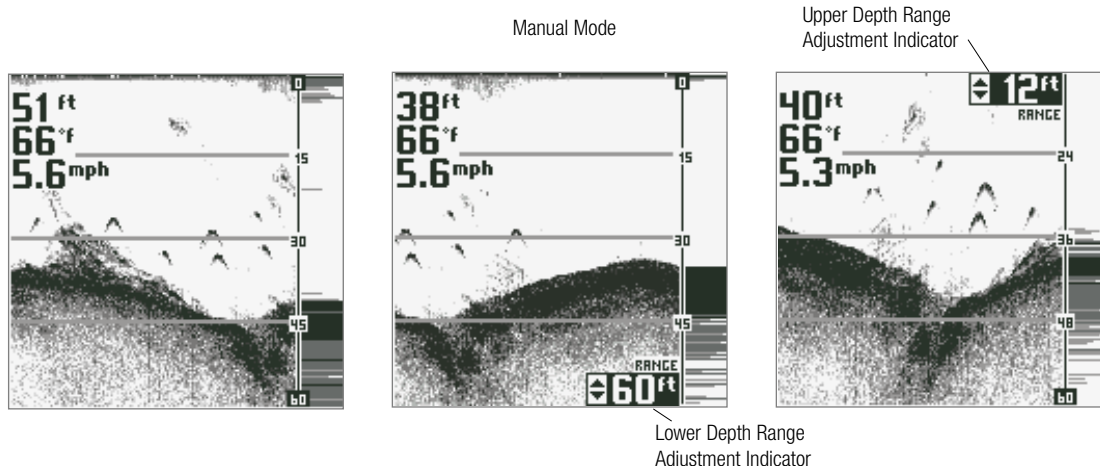 Manual Mode
Upper Depth Range
Adjustment Indicator
51 ft
66 °f
5.6 mph
0
15
30
45
60
38 ft
66 °f
5.6 mph
0
15
30
45
RANGE
60 ft
Lower Depth Range
Adjustment Indicator
40 ft
66 °f
5.3 mph
12 ft
RANGE
24
36
48
60